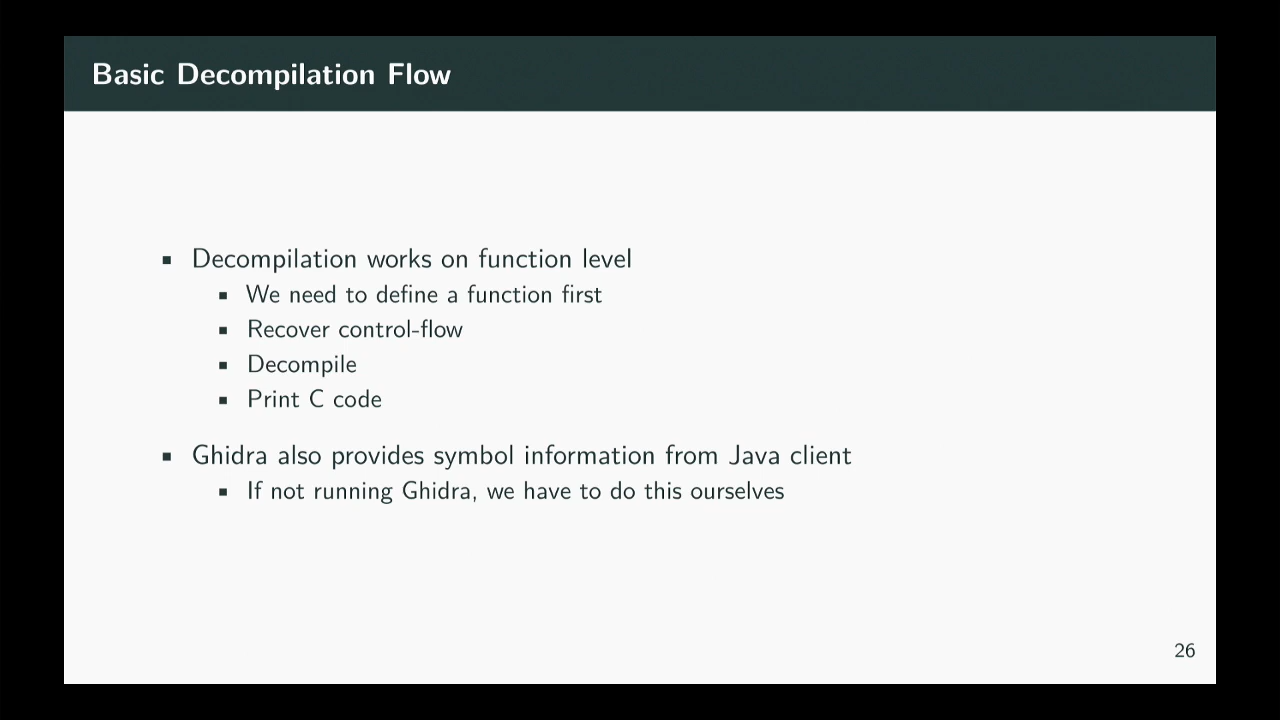 Basic Decompilation Flow
▪ Decompilation works on function level
▪ We need to define a function first
▪ Recover control-flow
▪ Decompile
▪ Print C code
▪ Ghidra also provides symbol information from Java client
▪ If not running Ghidra, we have to do this ourselves
26